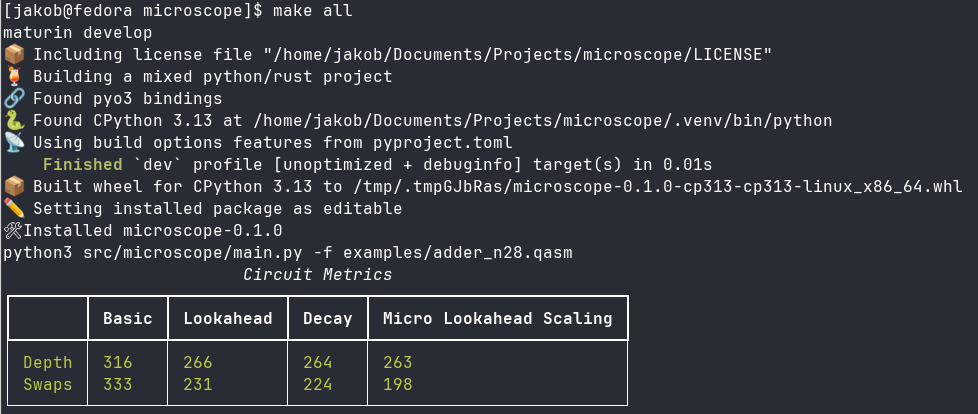 [jakob@fedora microscope]$ make all
maturin develop
📦 Including license file "/home/jakob/Documents/Projects/microscope/LICENSE"
🍹 Building a mixed python/rust project
🔗 Found pyo3 bindings
🐍 Found CPython 3.13 at /home/jakob/Documents/Projects/microscope/.venv/bin/python
📡 Using build options features from pyproject.toml
Finished `dev` profile [unoptimized + debuginfo] target(s) in 0.01s
📦 Built wheel for CPython 3.13 to /tmp/.tmpGJbRas/microscope-0.1.0-cp313-cp313-linux_x86_64.whl
✏️ Setting installed package as editable
🛠Installed microscope-0.1.0
python3 src/microscope/main.py -f examples/adder_n28.qasm
Circuit Metrics
Basic Lookahead Decay Micro Lookahead Scaling
Depth 316 266 264 263
Swaps 333 231 224 198